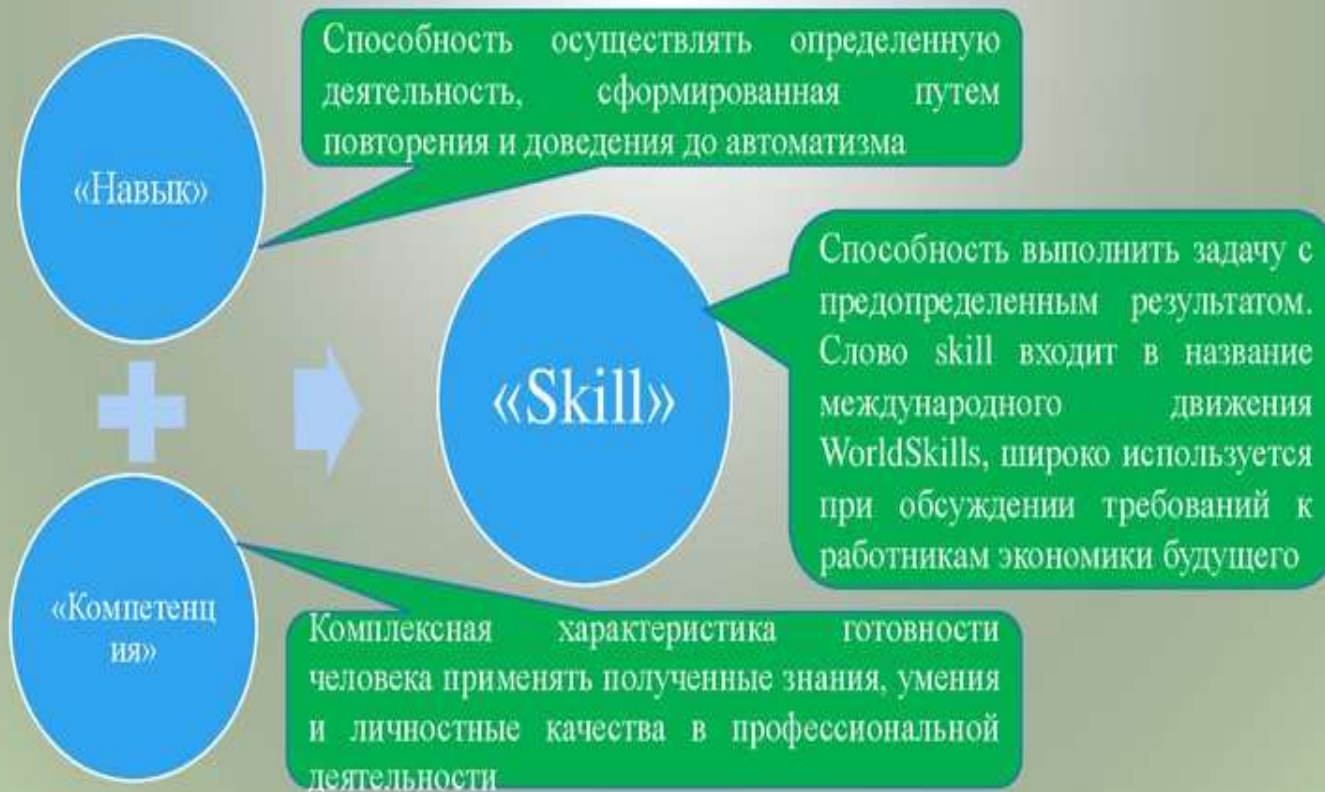 Способность осуществлять определенную
деятельность, сформированная путем
повторения и доведения до автоматизма
«Навык»
Способность выполнить задачу с
предопределенным результатом.
Слово skill входит в название
международного движения
WorldSkills, широко используется
при обсуждении требований к
работникам экономики будущего
«Skill»
«Компетенц
ия»
Комплексная характеристика готовности
человека применять полученные знания, умения
и личностные качества в профессиональной
деятельности